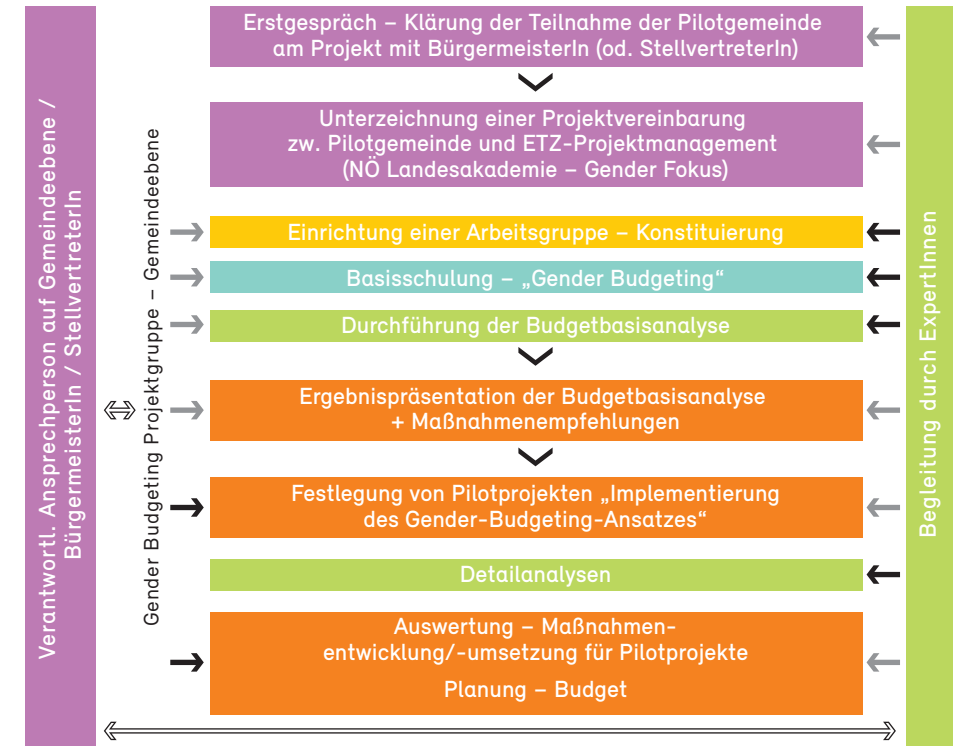 Verantwortl. Ansprechperson auf Gemeindeebene /
BürgermeisterIn / StellvertreterIn
Gender Budgeting Projektgruppe – Gemeindeebene
Erstgespräch – Klärung der Teilnahme der Pilotgemeinde
am Projekt mit BürgermeisterIn (od. StellvertreterIn)
Unterzeichnung einer Projektvereinbarung
zw. Pilotgemeinde und ETZ-Projektmanagement
(NÖ Landesakademie – Gender Fokus)
Einrichtung einer Arbeitsgruppe – Konstituierung
Basisschulung – „Gender Budgeting“
Durchführung der Budgetbasisanalyse
Ergebnispräsentation der Budgetbasisanalyse
+ Maßnahmenempfehlungen
Festlegung von Pilotprojekten „Implementierung
des Gender-Budgeting-Ansatzes“
Detailanalysen
Auswertung – Maßnahmen-
entwicklung/-umsetzung für Pilotprojekte
Planung – Budget
Begleitung durch ExpertInnen